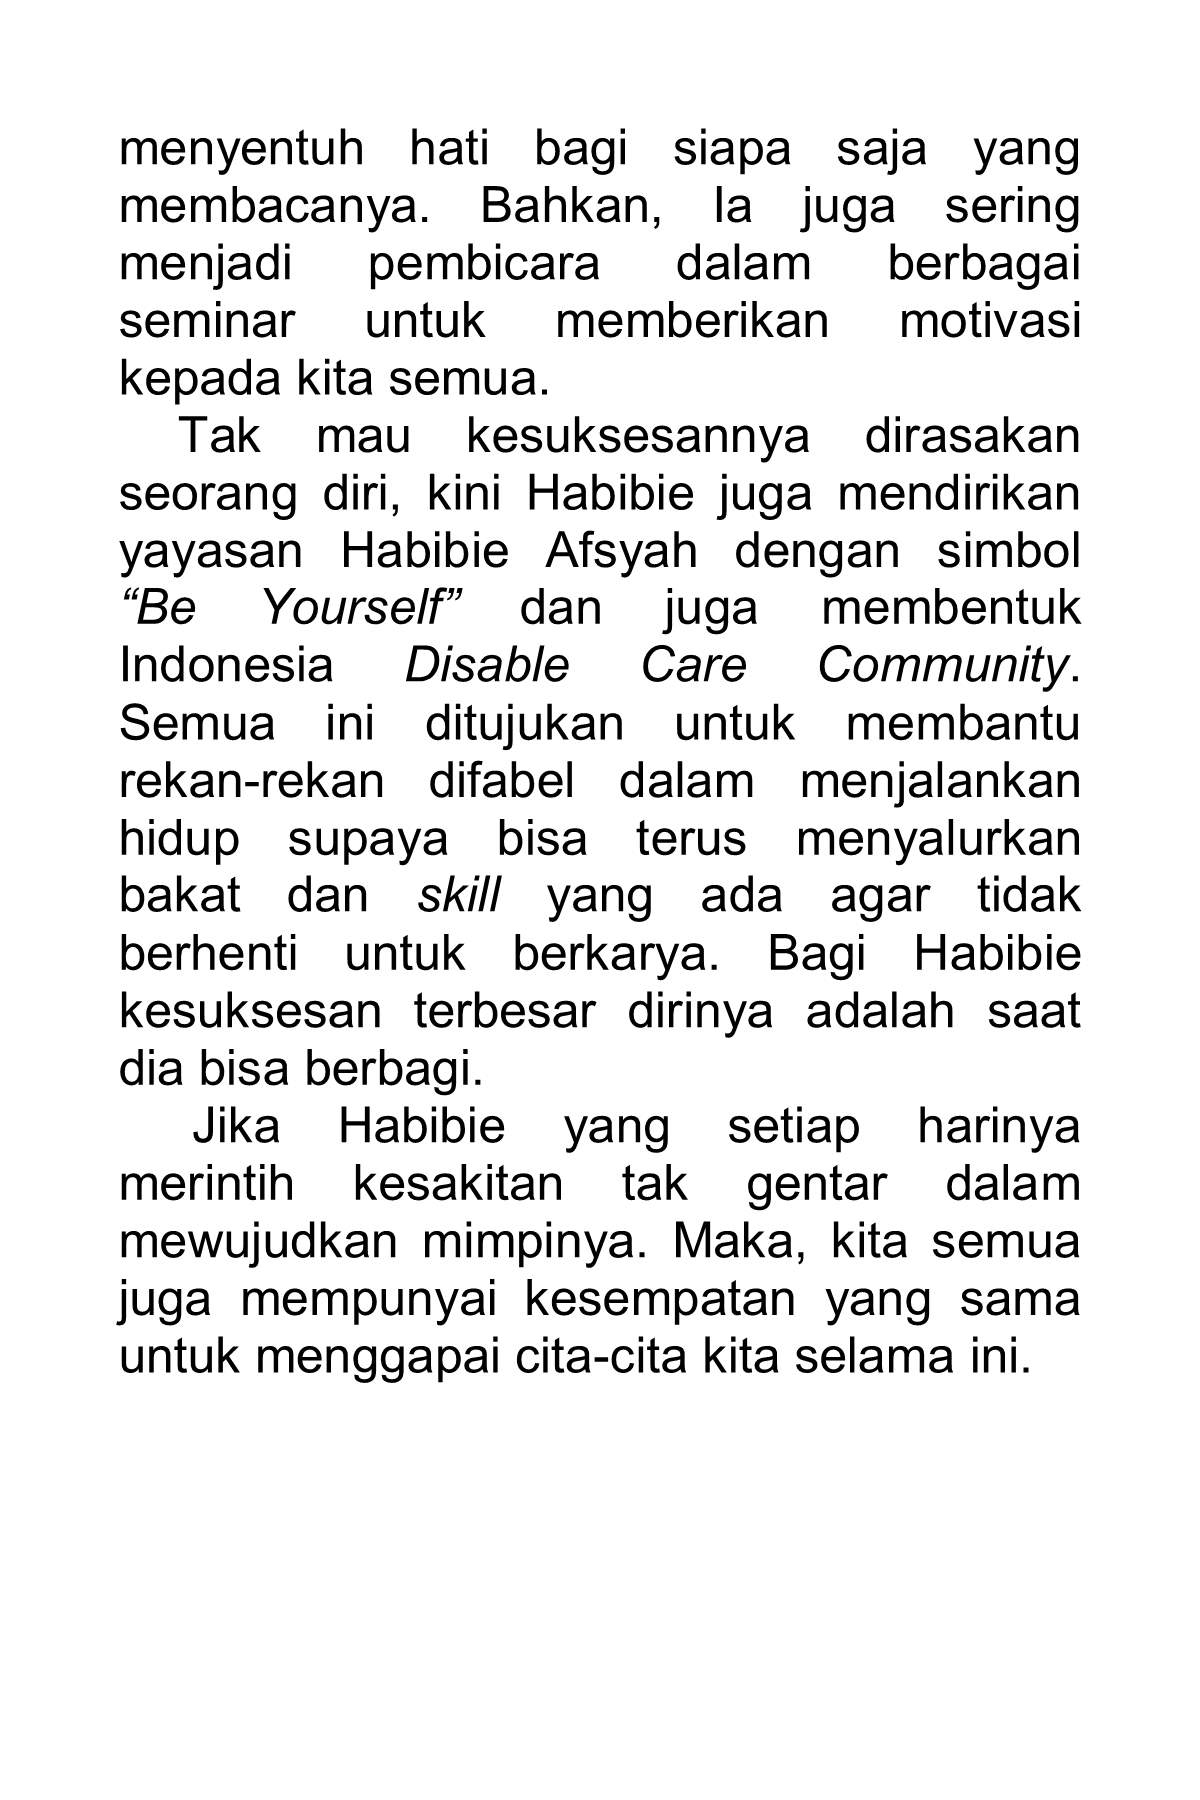 menyentuh hati bagi siapa saja yang
membacanya. Bahkan, Ia juga sering
menjadi pembicara dalam berbagai
seminar untuk memberikan motivasi
kepada kita semua.
Tak mau kesuksesannya dirasakan
seorang diri, kini Habibie juga mendirikan
yayasan Habibie Afsyah dengan simbol
“Be Yourself” dan juga membentuk
Indonesia Disable Care Community.
Semua ini ditujukan untuk membantu
rekan-rekan difabel dalam menjalankan
hidup supaya bisa terus menyalurkan
bakat dan skill yang ada agar tidak
berhenti untuk berkarya. Bagi Habibie
kesuksesan terbesar dirinya adalah saat
dia bisa berbagi.
Jika Habibie yang setiap harinya
merintih kesakitan tak gentar dalam
mewujudkan mimpinya. Maka, kita semua
juga mempunyai kesempatan yang sama
untuk menggapai cita-cita kita selama ini.